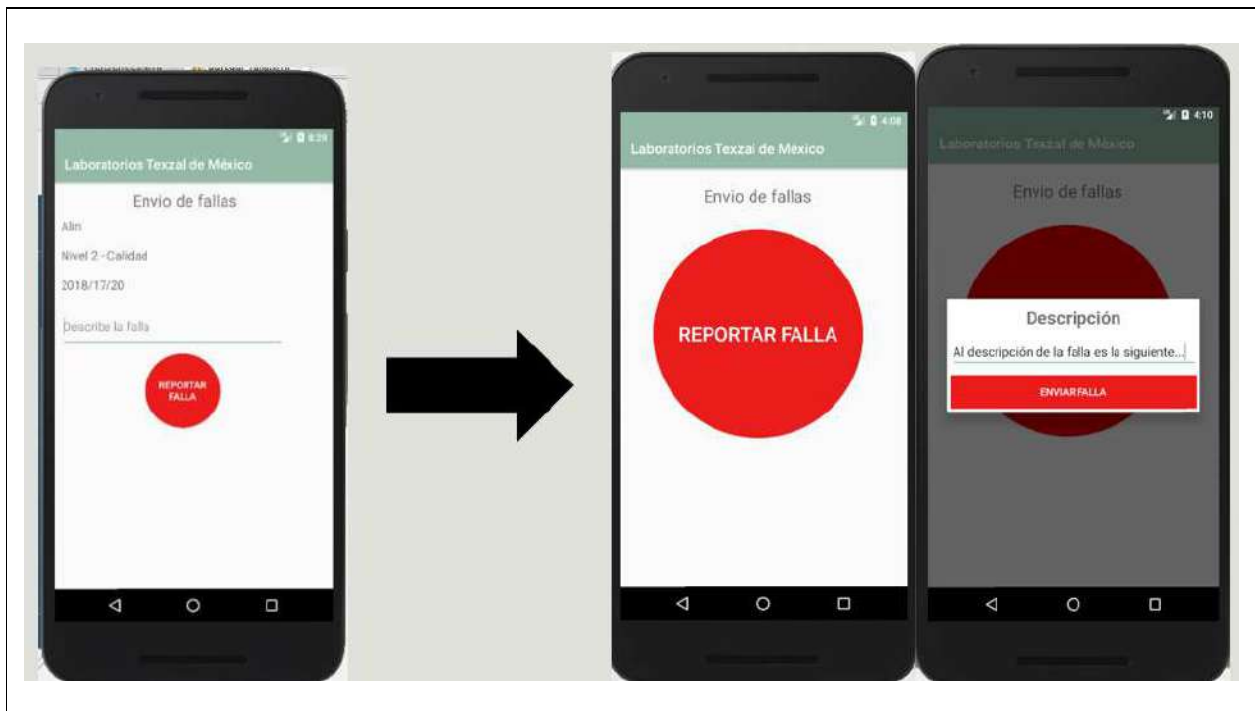 8:29
Laboratorios Texzal de México
Envio de fallas
Alin
Nivel 2 - Calidad
2018/17/20
Describe la falla
REPORTAR
FALLA
4:08
Laboratorios Texzal de México
Envio de fallas
REPORTAR FALLA
4:10
Laboratorios Texzal de México
Envio de fallas
Descripción
Al descripción de la falla es la siguiente...
ENVIAR FALLA